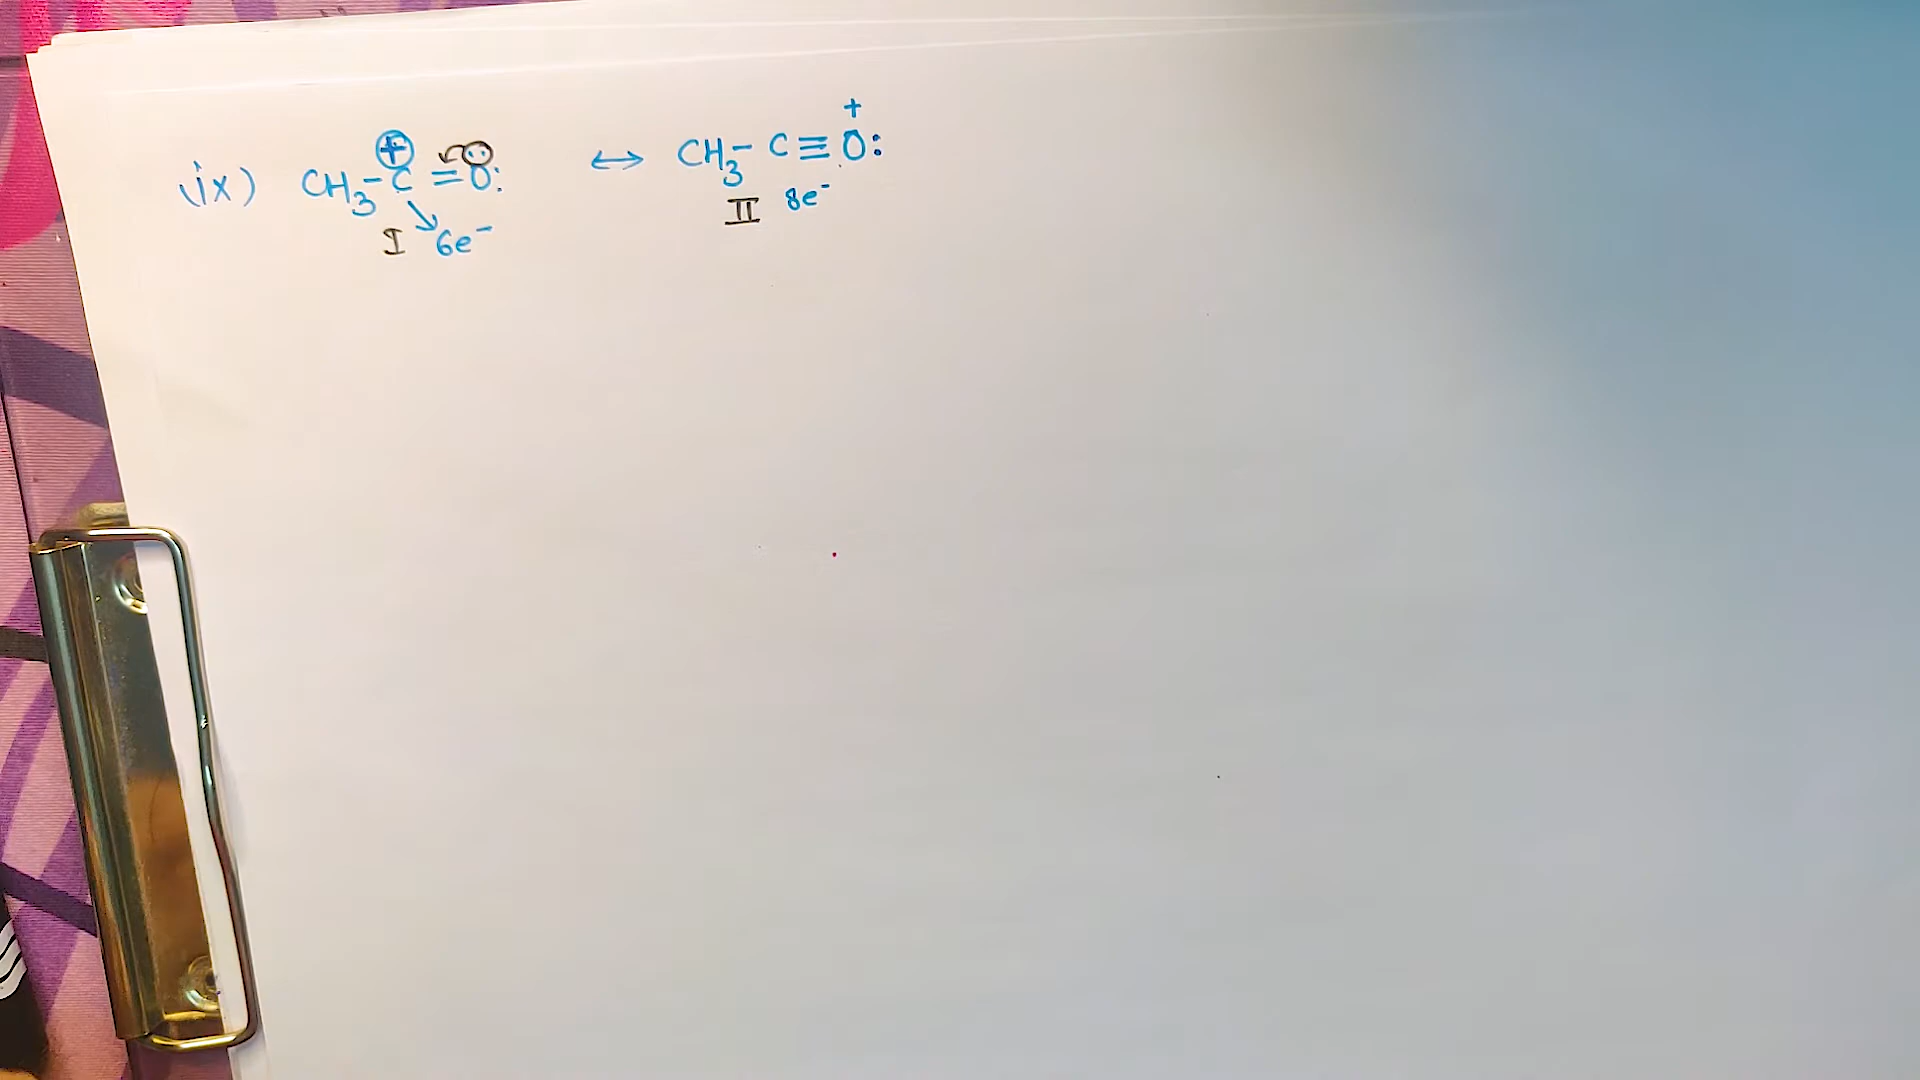 (ix) CH₃-C⊕=Ö: ↔ CH₃-C≡O⁺:
I 6e⁻ II 8e⁻